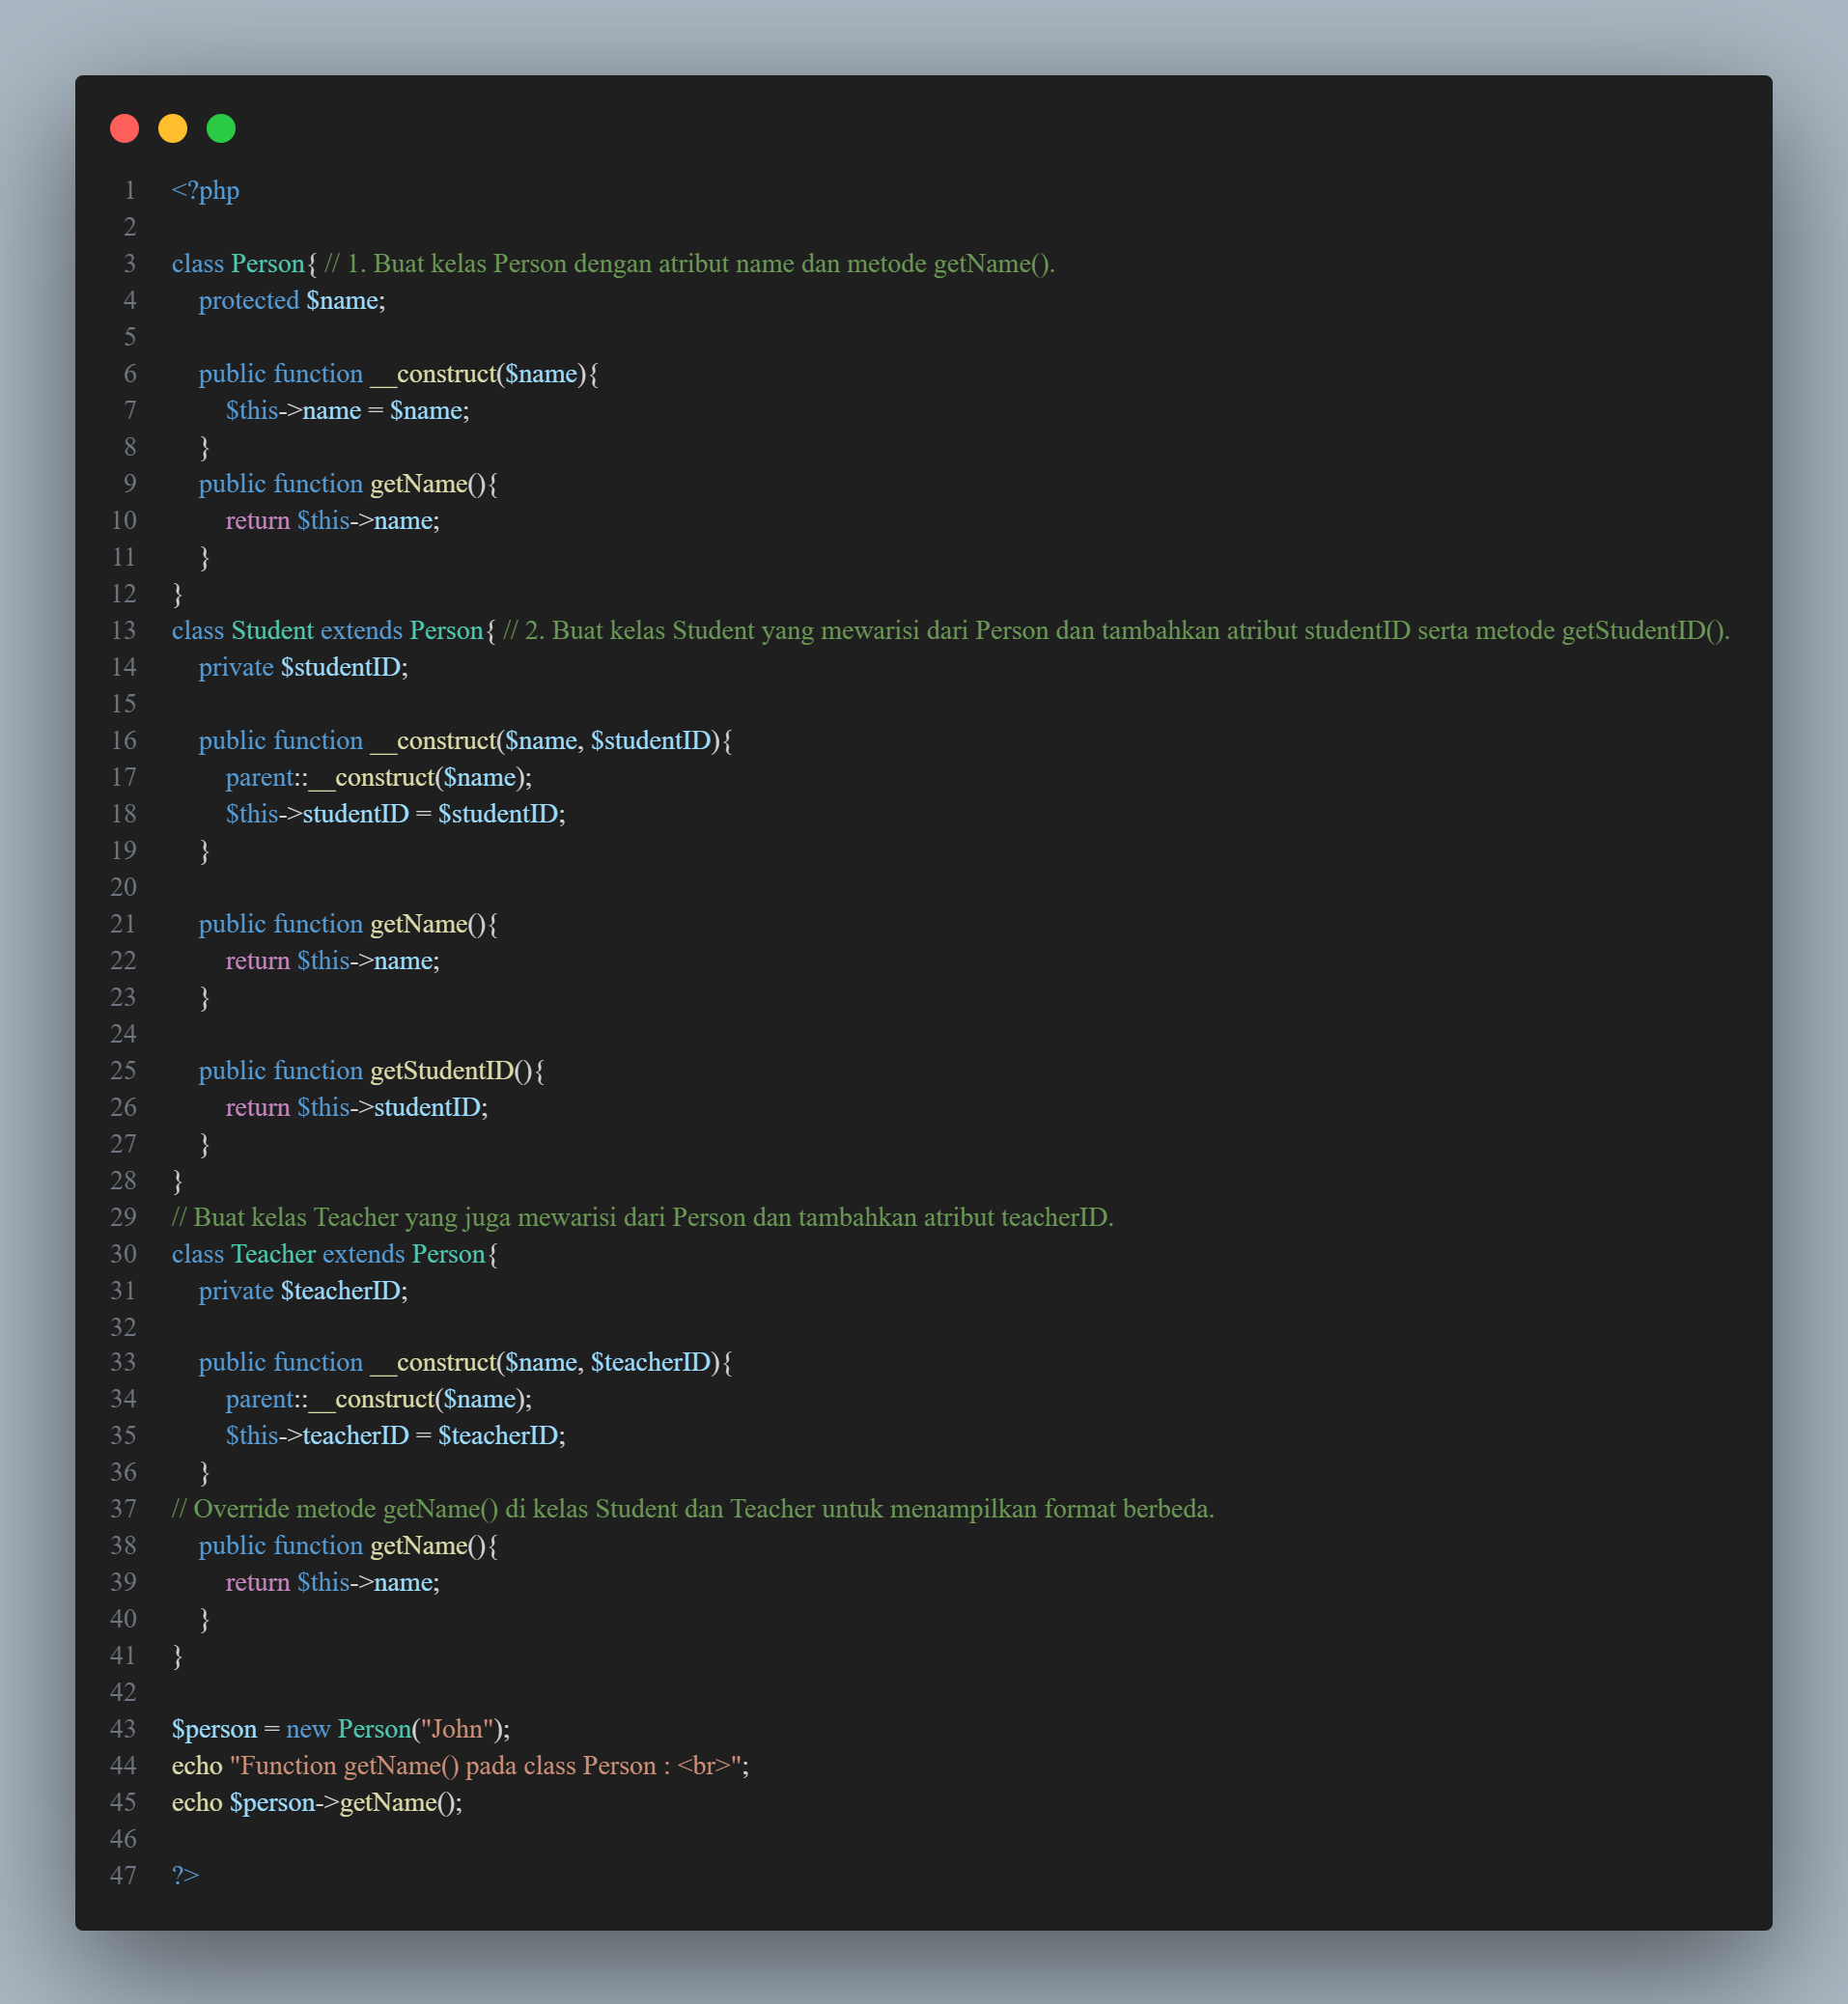 1 <?php
2
3 class Person{ // 1. Buat kelas Person dengan atribut name dan metode getName().
4 protected $name;
5
6 public function __construct($name){
7 $this->name = $name;
8 }
9 public function getName(){
10 return $this->name;
11 }
12 }
13 class Student extends Person{ // 2. Buat kelas Student yang mewarisi dari Person dan tambahkan atribut studentID serta metode getStudentID().
14 private $studentID;
15
16 public function __construct($name, $studentID){
17 parent::__construct($name);
18 $this->studentID = $studentID;
19 }
20
21 public function getName(){
22 return $this->name;
23 }
24
25 public function getStudentID(){
26 return $this->studentID;
27 }
28 }
29 // Buat kelas Teacher yang juga mewarisi dari Person dan tambahkan atribut teacherID.
30 class Teacher extends Person{
31 private $teacherID;
32
33 public function __construct($name, $teacherID){
34 parent::__construct($name);
35 $this->teacherID = $teacherID;
36 }
37 // Override metode getName() di kelas Student dan Teacher untuk menampilkan format berbeda.
38 public function getName(){
39 return $this->name;
40 }
41 }
42
43 $person = new Person("John");
44 echo "Function getName() pada class Person : <br>";
45 echo $person->getName();
46
47 ?>